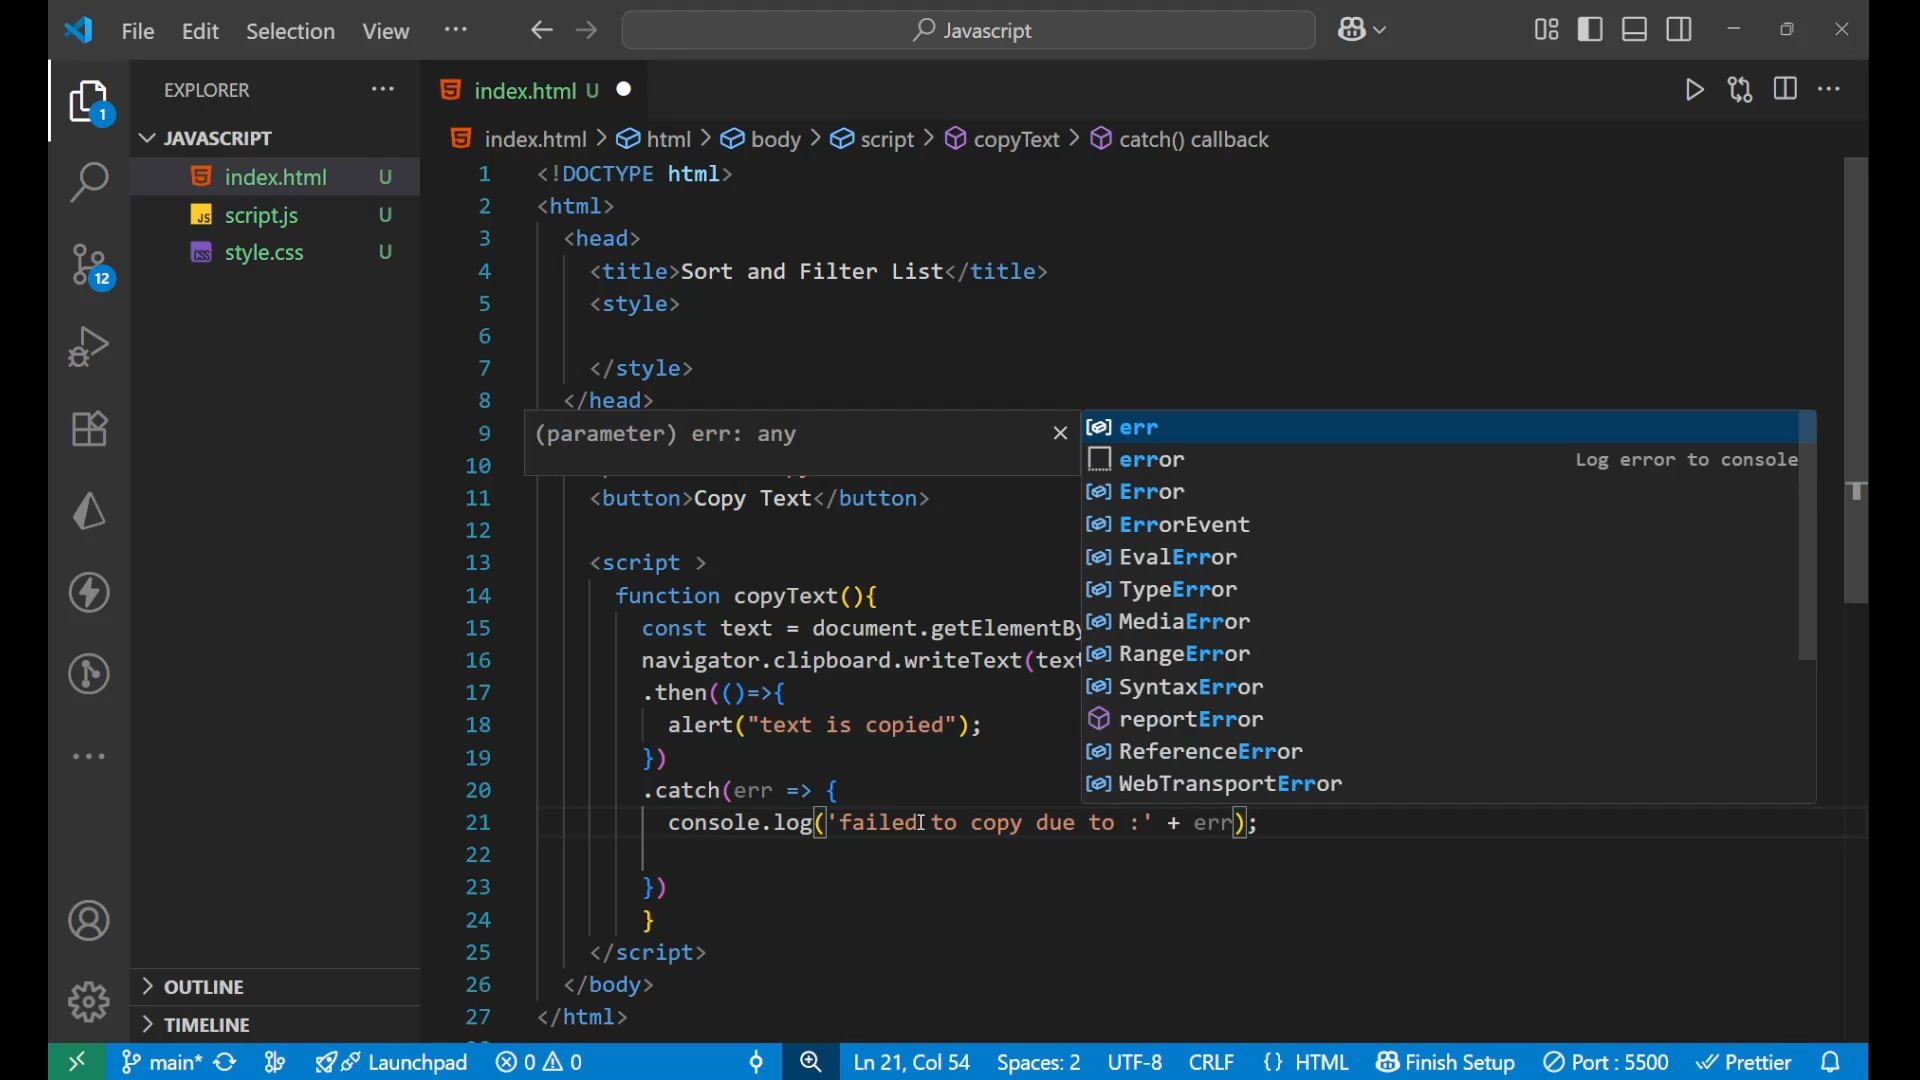 File Edit Selection View ··· Javascript
EXPLORER ···
JAVASCRIPT
index.html U
script.js U
style.css U
OUTLINE
TIMELINE
1
12
index.html U
index.html > html > body > script > copyText > catch() callback
1 <!DOCTYPE html>
2 <html>
3 <head>
4 <title>Sort and Filter List</title>
5 <style>
6
7 </style>
8 </head>
9
10
11 <button>Copy Text</button>
12
13 <script >
14 function copyText(){
15 const text = document.getElementBy
16 navigator.clipboard.writeText(text
17 .then(()=>{
18 alert("text is copied");
19 })
20 .catch(err => {
21 console.log('failed to copy due to :' + err);
22
23 })
24 }
25 </script>
26 </body>
27 </html>
(parameter) err: any
err
error Log error to console
Error
ErrorEvent
EvalError
TypeError
MediaError
RangeError
SyntaxError
reportError
ReferenceError
WebTransportError
main* Launchpad 0 0 Ln 21, Col 54 Spaces: 2 UTF-8 CRLF {} HTML Finish Setup Port : 5500 Prettier